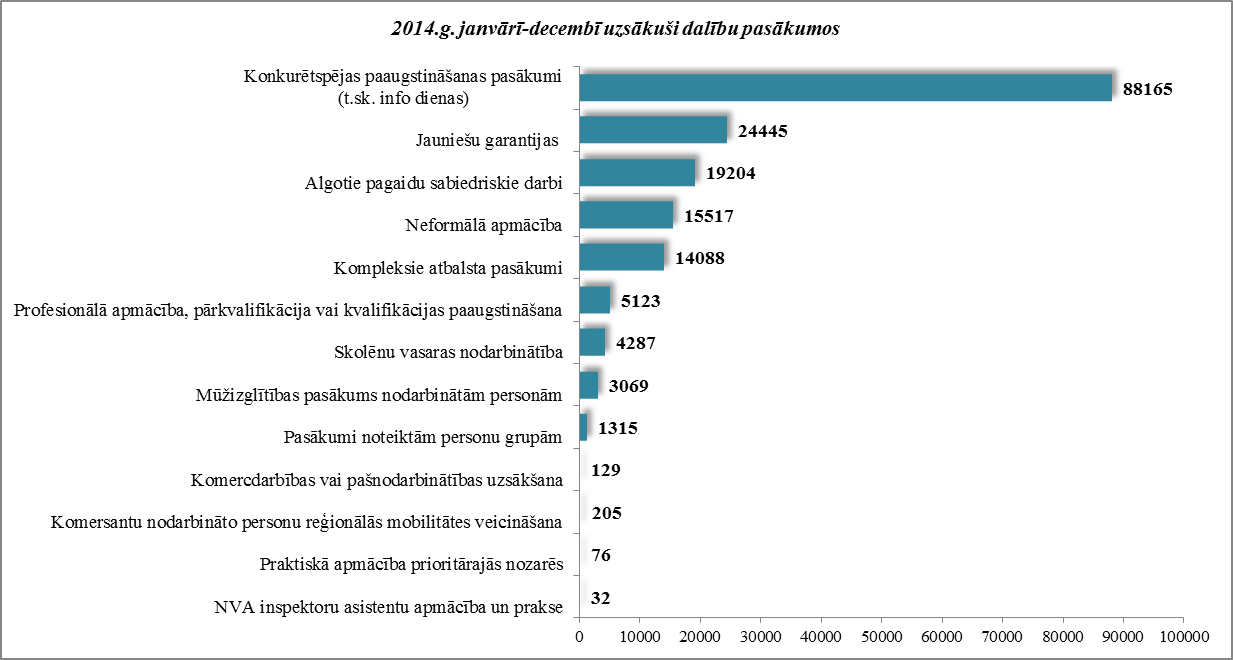 2014.g. janvārī-decembī uzsākuši dalību pasākumos
Konkurētspējas paaugstināšanas pasākumi
(t.sk. info dienas)
88165
Jauniešu garantijas
24445
Algotie pagaidu sabiedriskie darbi
19204
Neformālā apmācība
15517
Kompleksie atbalsta pasākumi
14088
Profesionālā apmācība, pārkvalifikācija vai kvalifikācijas paaugstināšana
5123
Skolēnu vasaras nodarbinātība
4287
Mūžizglītības pasākums nodarbinātām personām
3069
Pasākumi noteiktām personu grupām
1315
Komercdarbības vai pašnodarbinātības uzsākšana
129
Komersantu nodarbināto personu reģionālās mobilitātes veicināšana
205
Praktiskā apmācība prioritārajās nozarēs
76
NVA inspektoru asistentu apmācība un prakse
32
0 10000 20000 30000 40000 50000 60000 70000 80000 90000 100000